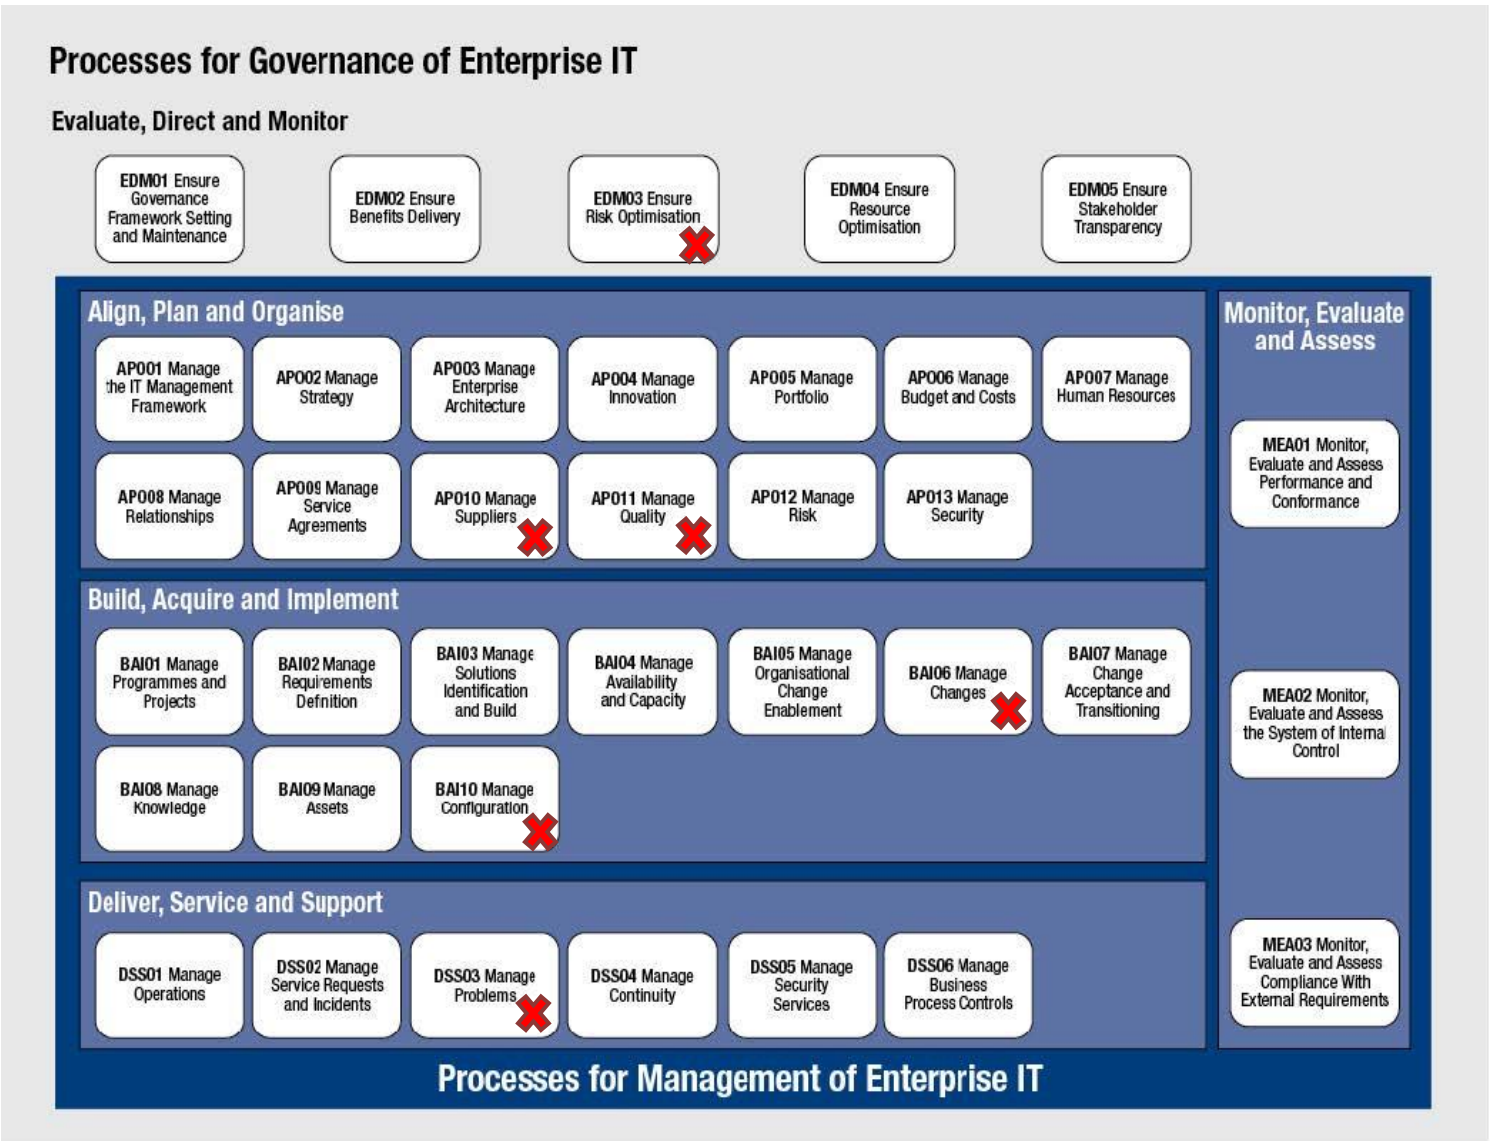 Processes for Governance of Enterprise IT
Evaluate, Direct and Monitor
EDM01 Ensure
Governance
Framework Setting
and Maintenance
EDM02 Ensure
Benefits Delivery
EDM03 Ensure
Risk Optimisation
EDM04 Ensure
Resource
Optimisation
EDM05 Ensure
Stakeholder
Transparency
Align, Plan and Organise
APO01 Manage
the IT Management
Framework
APO02 Manage
Strategy
APO03 Manage
Enterprise
Architecture
APO04 Manage
Innovation
APO05 Manage
Portfolio
APO06 Manage
Budget and Costs
APO07 Manage
Human Resources
APO08 Manage
Relationships
APO09 Manage
Service
Agreements
APO10 Manage
Suppliers
APO11 Manage
Quality
APO12 Manage
Risk
APO13 Manage
Security
Build, Acquire and Implement
BAI01 Manage
Programmes and
Projects
BAI02 Manage
Requirements
Definition
BAI03 Manage
Solutions
Identification
and Build
BAI04 Manage
Availability
and Capacity
BAI05 Manage
Organisational
Change
Enablement
BAI06 Manage
Changes
BAI07 Manage
Change
Acceptance and
Transitioning
BAI08 Manage
Knowledge
BAI09 Manage
Assets
BAI10 Manage
Configuration
Deliver, Service and Support
DSS01 Manage
Operations
DSS02 Manage
Service Requests
and Incidents
DSS03 Manage
Problems
DSS04 Manage
Continuity
DSS05 Manage
Security
Services
DSS06 Manage
Business
Process Controls
Monitor, Evaluate
and Assess
MEA01 Monitor,
Evaluate and Assess
Performance and
Conformance
MEA02 Monitor,
Evaluate and Assess
the System of Internal
Control
MEA03 Monitor,
Evaluate and Assess
Compliance With
External Requirements
Processes for Management of Enterprise IT